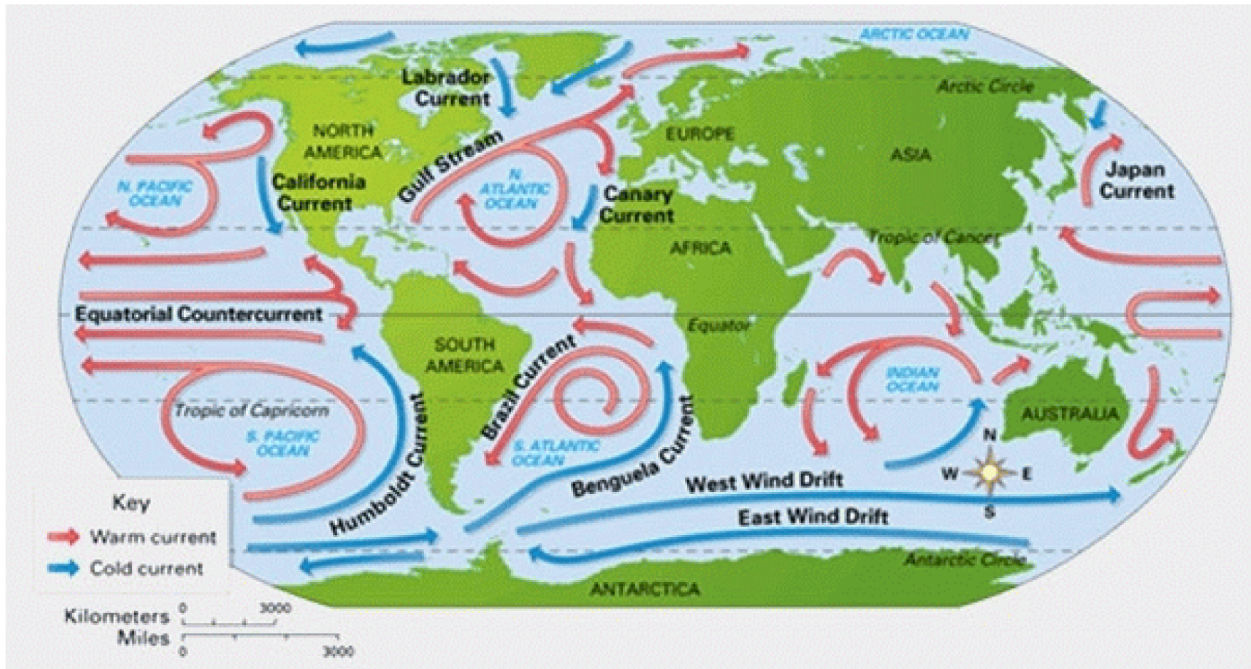 ARCTIC OCEAN
Labrador
Current
Arctic Circle
NORTH
AMERICA
EUROPE
ASIA
Gulf Stream
N. PACIFIC
OCEAN
California
Current
N.
ATLANTIC
OCEAN
Canary
Current
Japan
Current
AFRICA
Tropic of Cancer
Equatorial Countercurrent
Equator
SOUTH
AMERICA
Brazil Current
INDIAN
OCEAN
Tropic of Capricorn
AUSTRALIA
S. PACIFIC
OCEAN
Humboldt Current
S. ATLANTIC
OCEAN
Benguela Current
N
W
E
S
West Wind Drift
East Wind Drift
Key
Warm current
Cold current
Antarctic Circle
ANTARCTICA
Kilometers 0 3000
Miles
0 3000